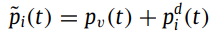 p̃ᵢ(t) = pᵥ(t) + pᵢᵈ(t)